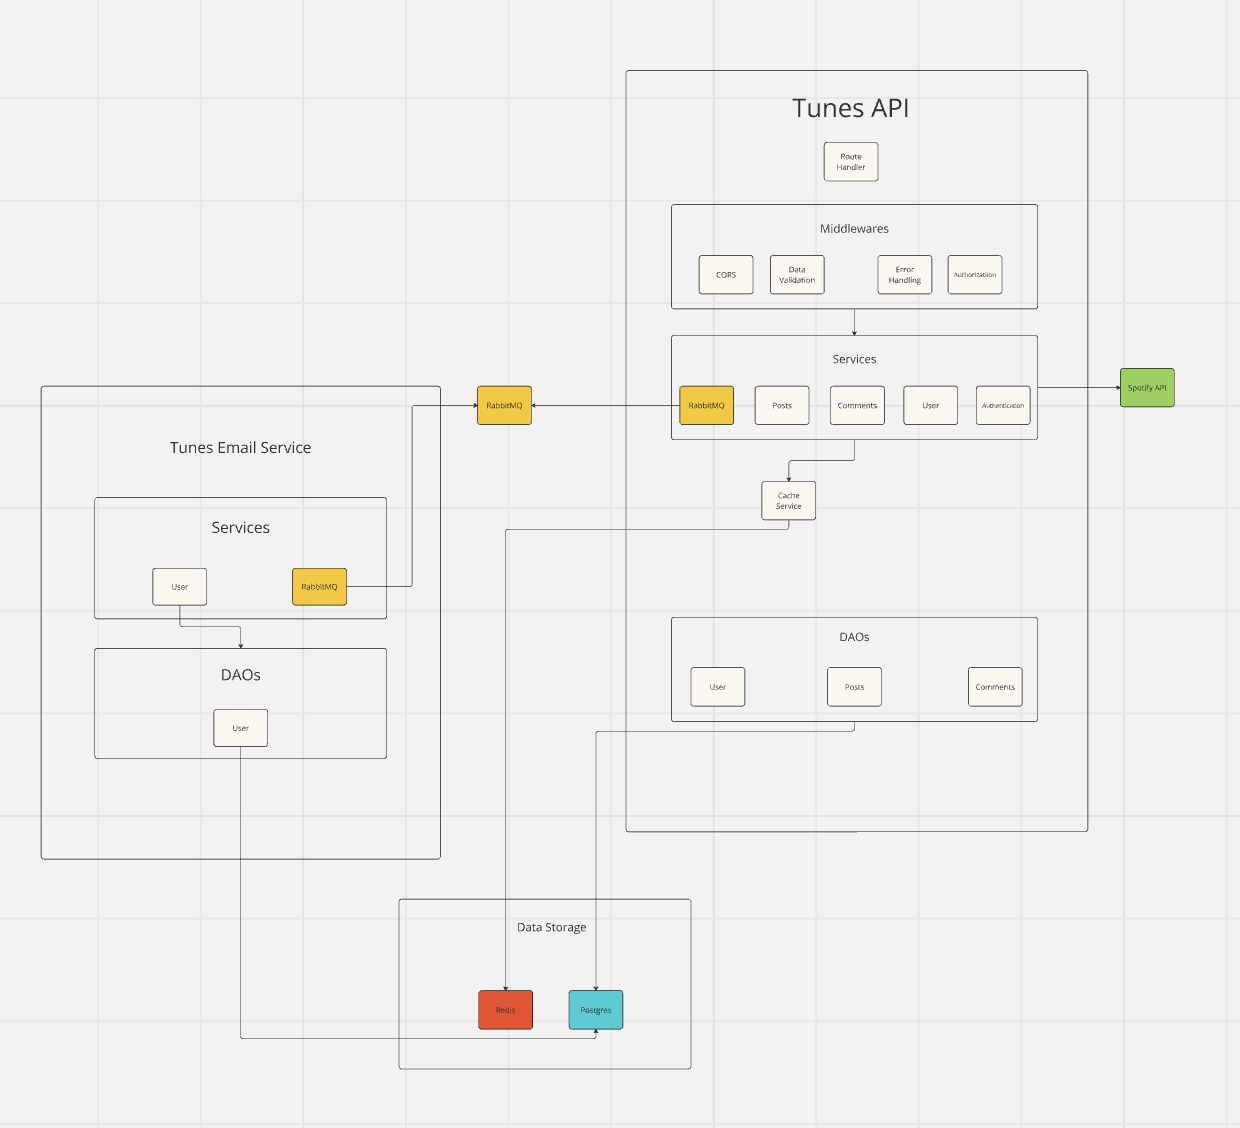 Tunes API
Route
Handler
Middlewares
CORS
Data
Validation
Error
Handling
Authorizatiion
Services
RabbitMQ
Posts
Comments
User
Authentication
Spotify API
RabbitMQ
Cache
Service
DAOs
User
Posts
Comments
Tunes Email Service
Services
User
RabbitMQ
DAOs
User
Data Storage
Redis
Postgres